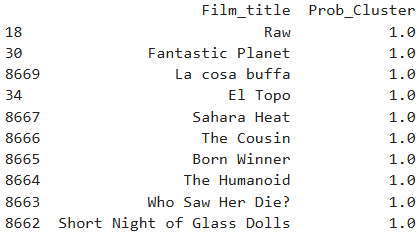 Film_title Prob_Cluster
18 Raw 1.0
30 Fantastic Planet 1.0
8669 La cosa buffa 1.0
34 El Topo 1.0
8667 Sahara Heat 1.0
8666 The Cousin 1.0
8665 Born Winner 1.0
8664 The Humanoid 1.0
8663 Who Saw Her Die? 1.0
8662 Short Night of Glass Dolls 1.0